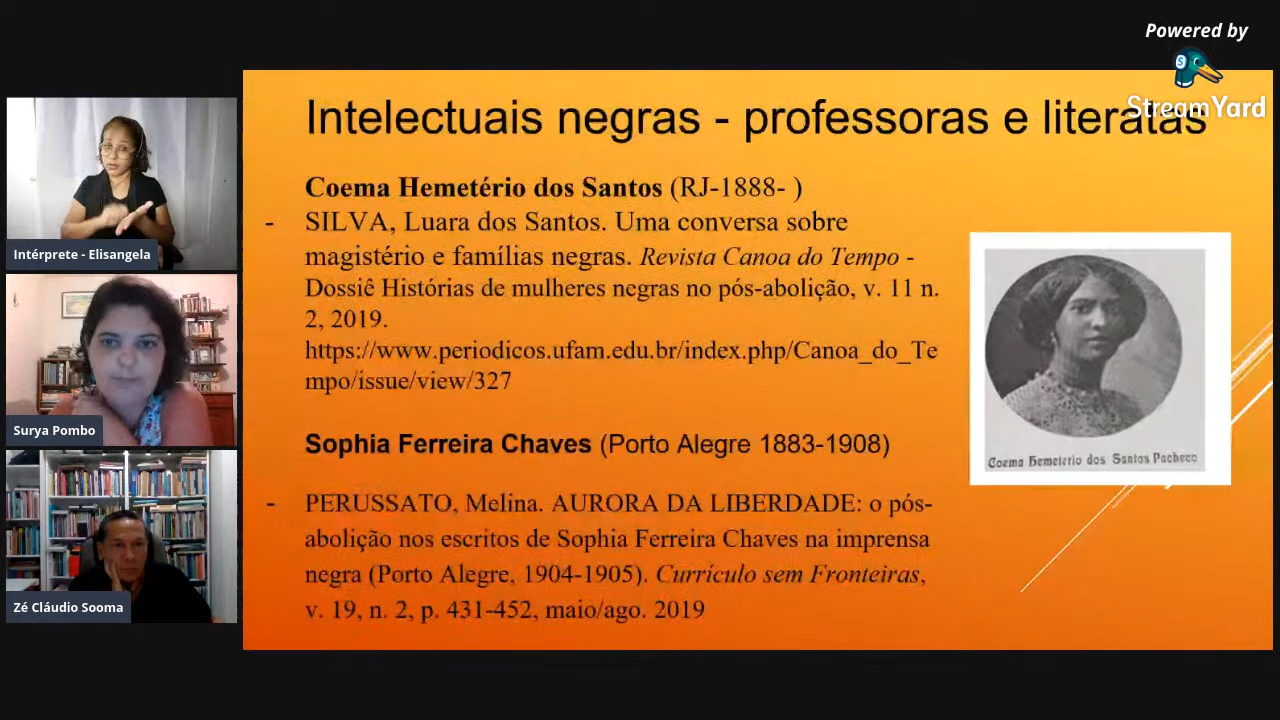 Powered by
StreamYard
Intelectuais negras - professoras e literatas
Coema Hemetério dos Santos (RJ-1888- )
- SILVA, Luara dos Santos. Uma conversa sobre
magistério e famílias negras. Revista Canoa do Tempo -
Dossiê Histórias de mulheres negras no pós-abolição, v. 11 n.
2, 2019.
https://www.periodicos.ufam.edu.br/index.php/Canoa_do_Te
mpo/issue/view/327
Coema Hemeterio dos Santos Pacheco
Sophia Ferreira Chaves (Porto Alegre 1883-1908)
- PERUSSATO, Melina. AURORA DA LIBERDADE: o pós-
abolição nos escritos de Sophia Ferreira Chaves na imprensa
negra (Porto Alegre, 1904-1905). Currículo sem Fronteiras,
v. 19, n. 2, p. 431-452, maio/ago. 2019
Intérprete - Elisangela
Surya Pombo
Zé Cláudio Sooma